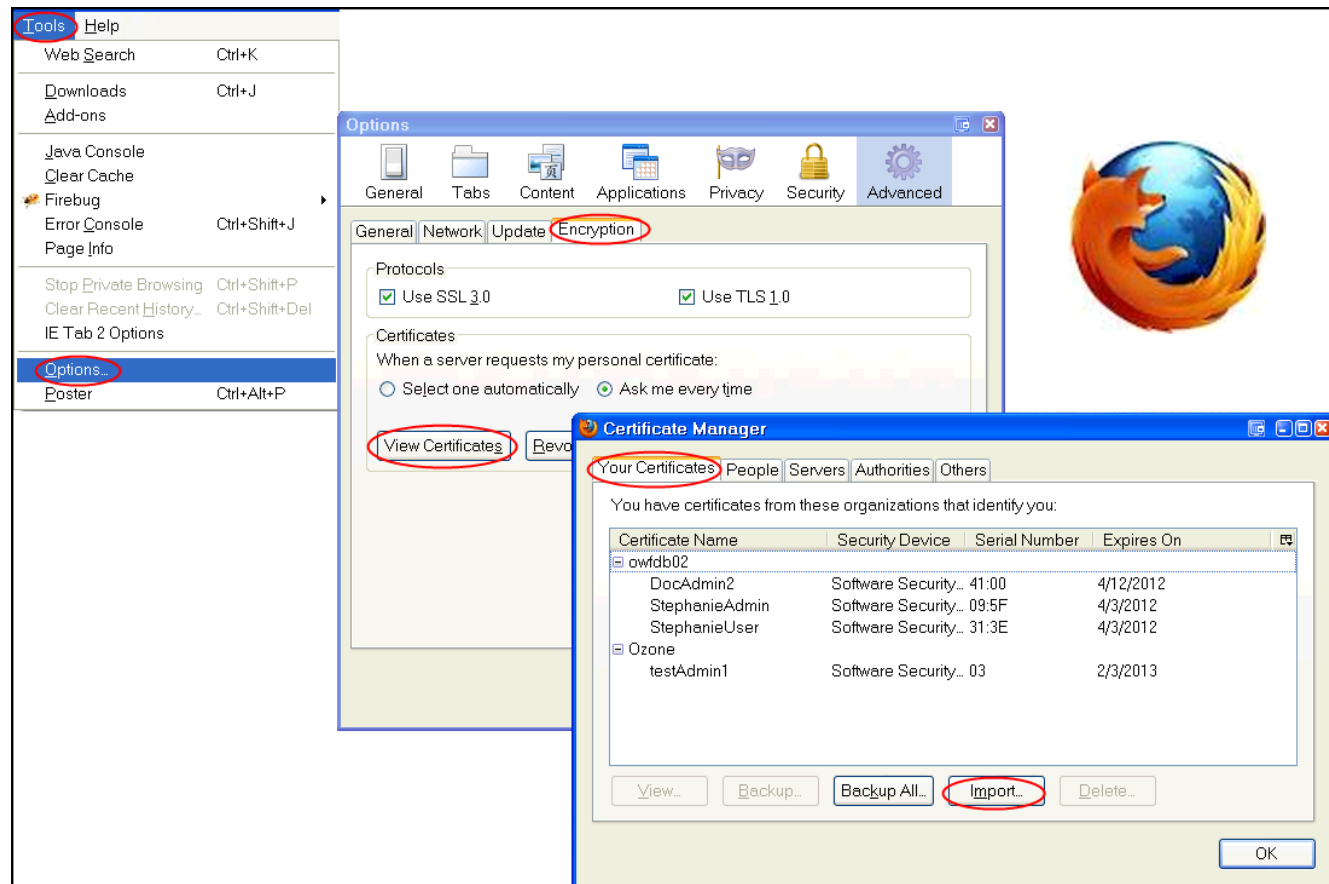 Tools Help
Web Search Ctrl+K
Downloads Ctrl+J
Add-ons
Java Console
Clear Cache
Firebug
Error Console Ctrl+Shift+J
Page Info
Stop Private Browsing Ctrl+Shift+P
Clear Recent History... Ctrl+Shift+Del
IE Tab 2 Options
Options...
Poster Ctrl+Alt+P
Options
General Tabs Content Applications Privacy Security Advanced
General Network Update Encryption
Protocols
Use SSL 3.0 Use TLS 1.0
Certificates
When a server requests my personal certificate:
Select one automatically Ask me every time
View Certificates Revo
Certificate Manager
Your Certificates People Servers Authorities Others
You have certificates from these organizations that identify you:
Certificate Name Security Device Serial Number Expires On
owfdb02
DocAdmin2 Software Security... 41:00 4/12/2012
StephanieAdmin Software Security... 09:5F 4/3/2012
StephanieUser Software Security... 31:3E 4/3/2012
Ozone
testAdmin1 Software Security... 03 2/3/2013
View... Backup... Backup All... Import... Delete...
OK